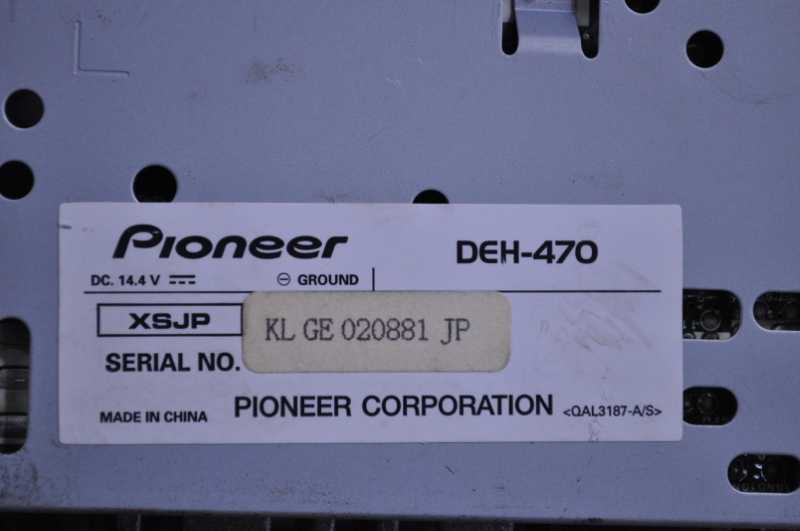 Pioneer
DEH-470
DC. 14.4 V ⎓ ⊖ GROUND
XSJP
KL GE 020881 JP
SERIAL NO.
MADE IN CHINA
PIONEER CORPORATION
<QAL3187-A/S>